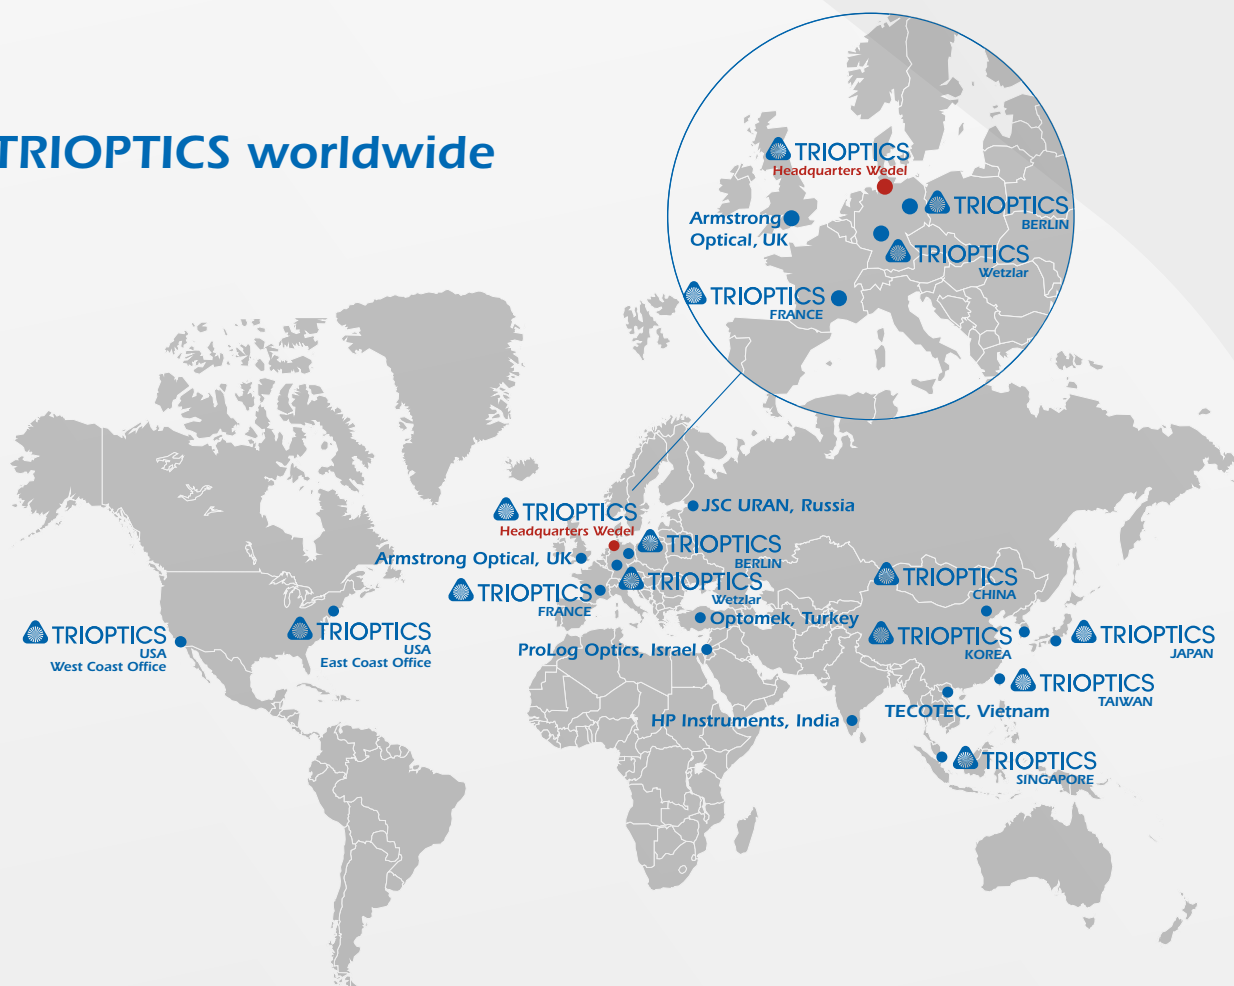 TRIOPTICS worldwide
TRIOPTICS
Headquarters Wedel
Armstrong
Optical, UK
TRIOPTICS
BERLIN
TRIOPTICS
Wetzlar
TRIOPTICS
FRANCE
JSC URAN, Russia
TRIOPTICS
Headquarters Wedel
Armstrong Optical, UK
TRIOPTICS
BERLIN
TRIOPTICS
Wetzlar
TRIOPTICS
FRANCE
TRIOPTICS
CHINA
Optomek, Turkey
TRIOPTICS
USA
West Coast Office
TRIOPTICS
USA
East Coast Office
ProLog Optics, Israel
TRIOPTICS
KOREA
TRIOPTICS
JAPAN
TRIOPTICS
TAIWAN
HP Instruments, India
TECOTEC, Vietnam
TRIOPTICS
SINGAPORE